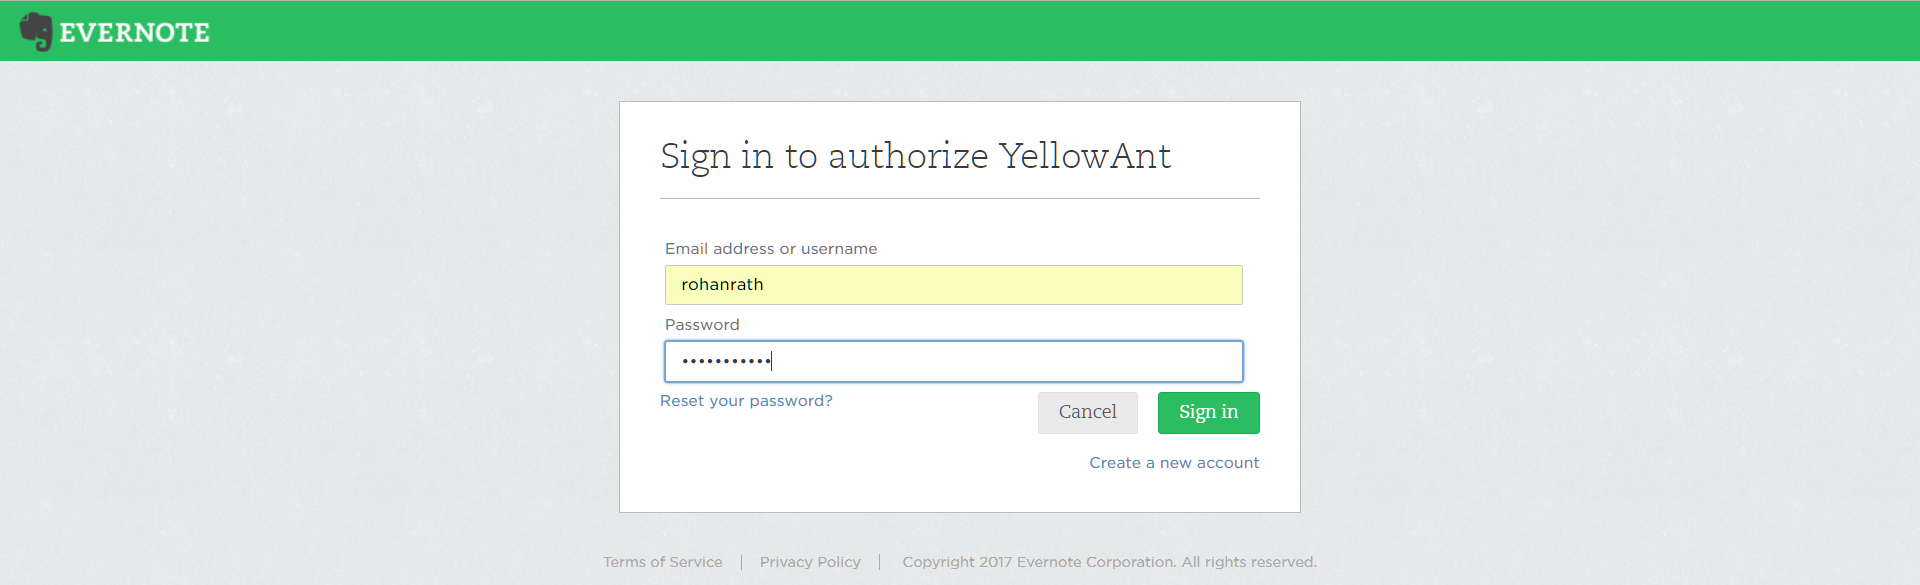 EVERNOTE
Sign in to authorize YellowAnt
Email address or username
rohanrath
Password
•••••••••••
Reset your password?
Cancel
Sign in
Create a new account
Terms of Service | Privacy Policy | Copyright 2017 Evernote Corporation. All rights reserved.